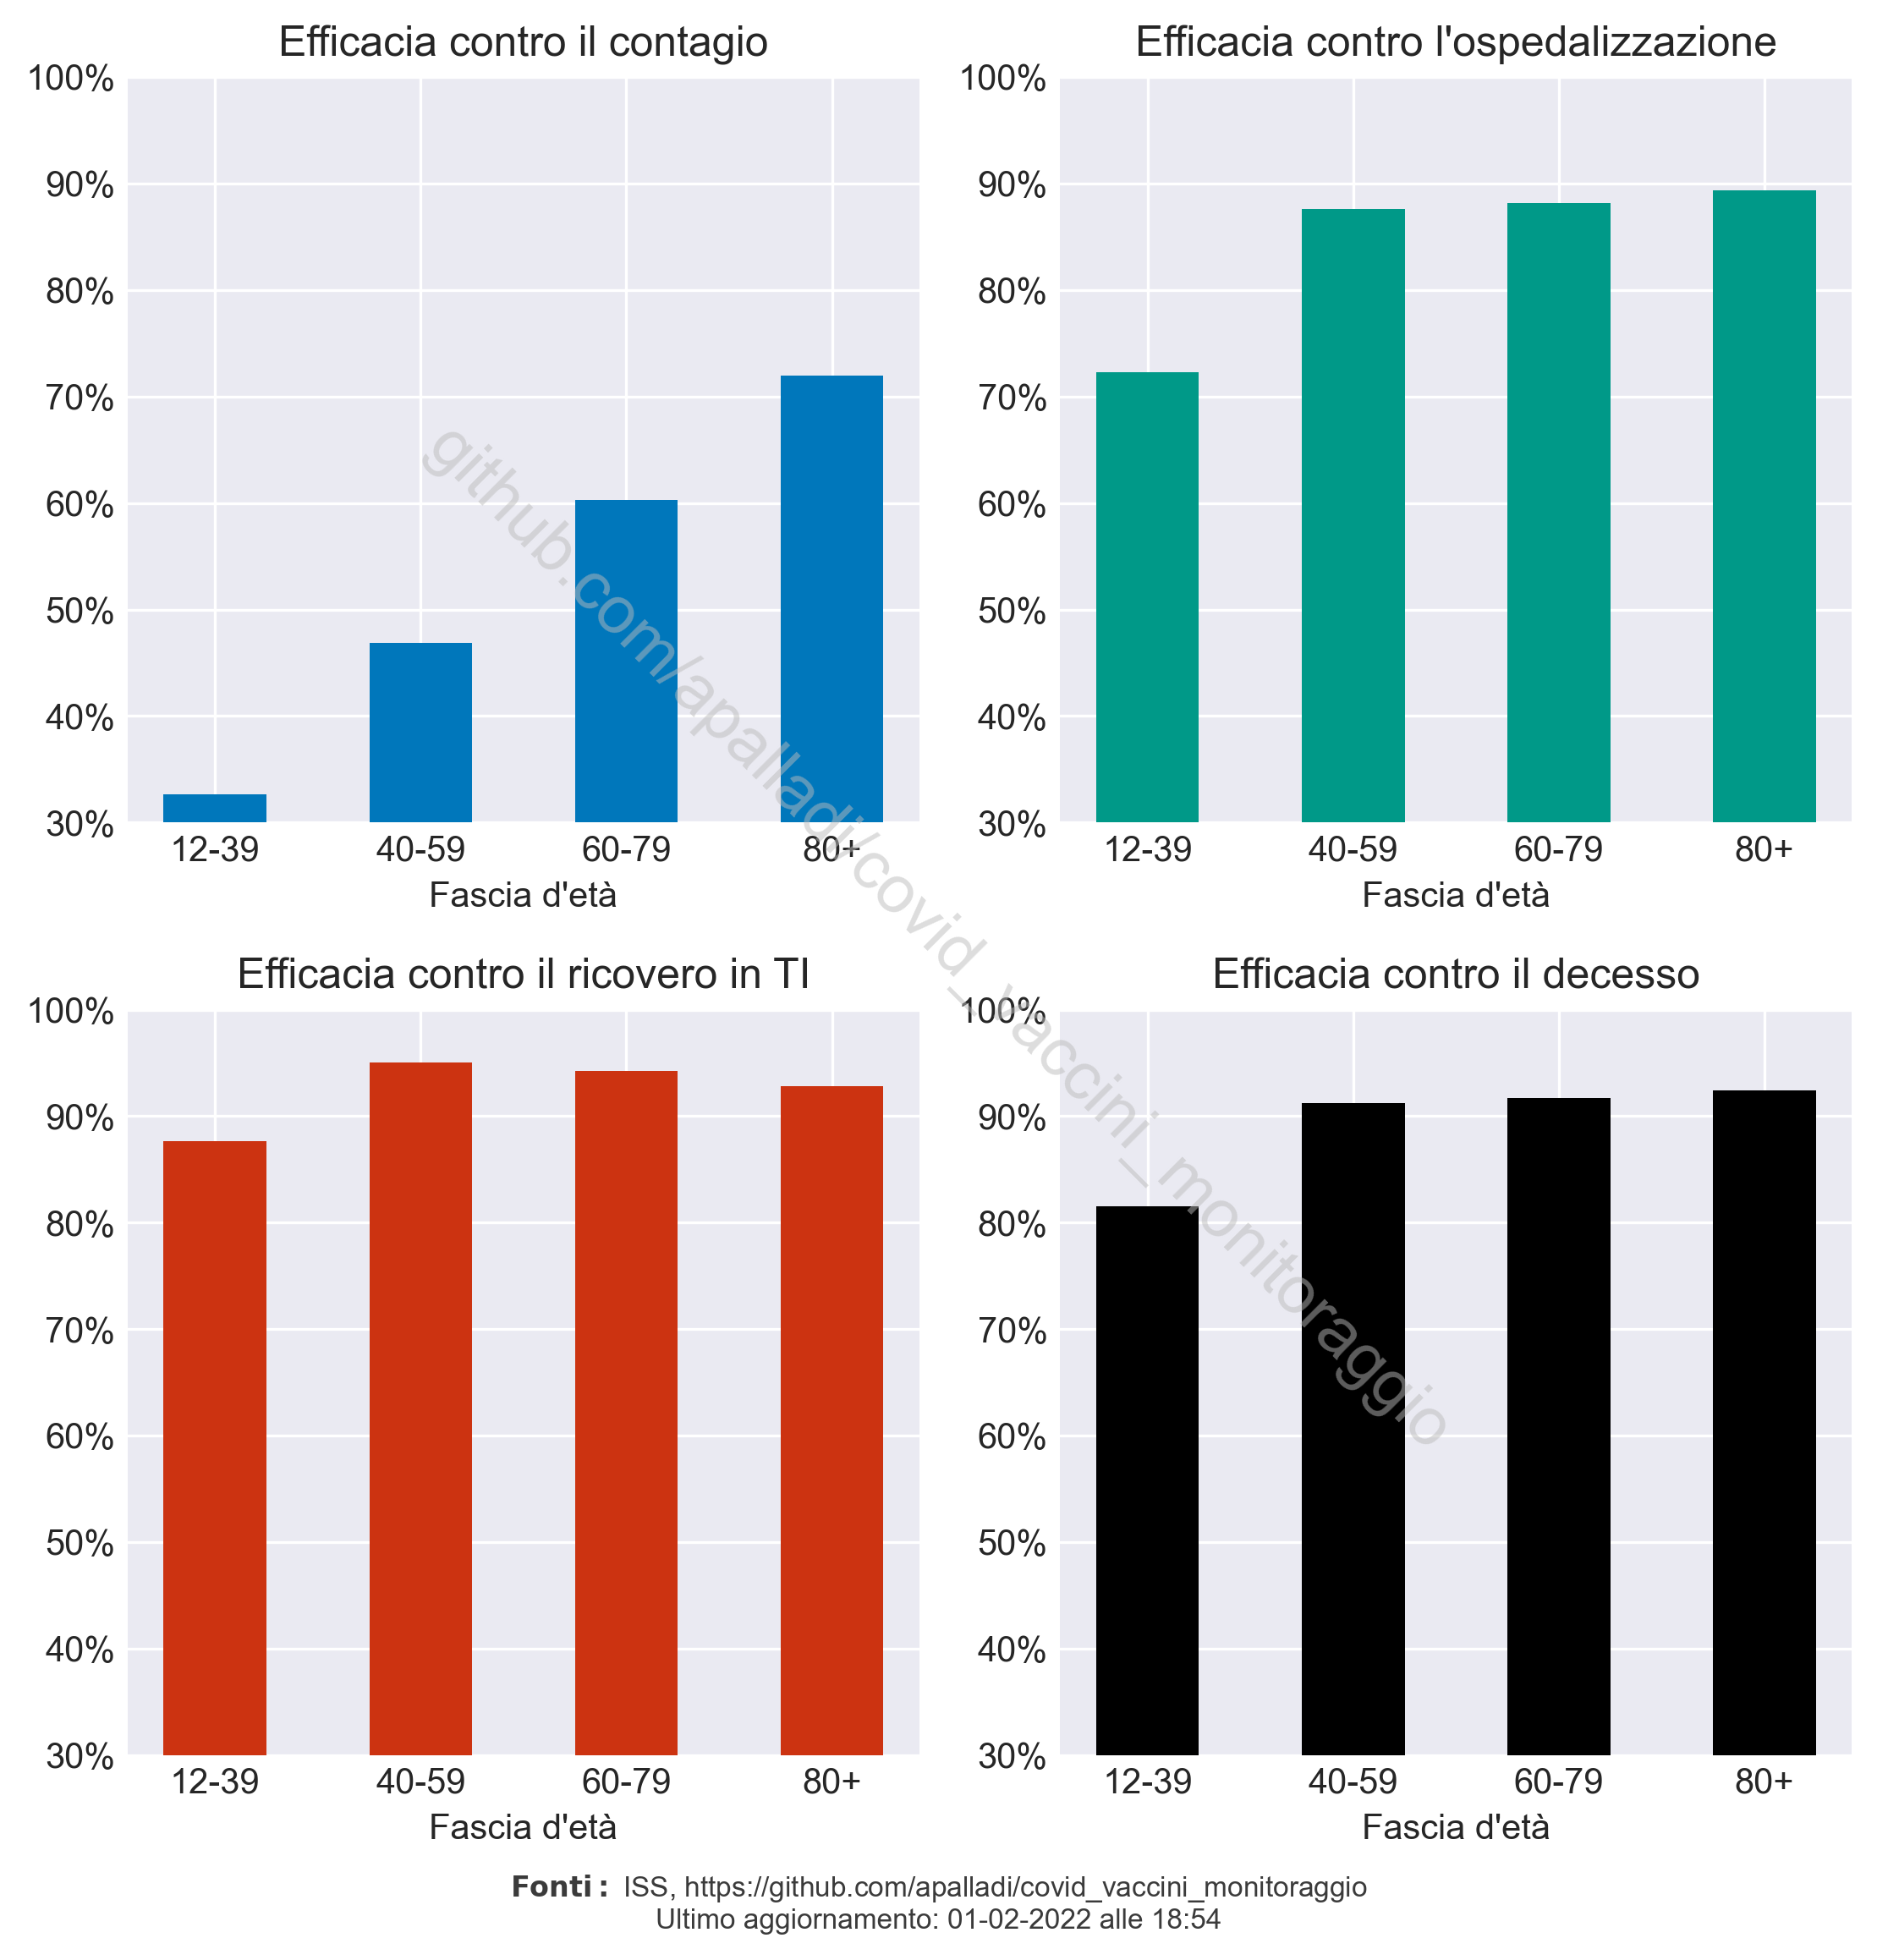 Efficacia contro il contagio
100%
90%
80%
70%
60%
50%
40%
30%
12-39 40-59 60-79 80+
Fascia d'età
Efficacia contro l'ospedalizzazione
100%
90%
80%
70%
60%
50%
40%
30%
12-39 40-59 60-79 80+
Fascia d'età
Efficacia contro il ricovero in TI
100%
90%
80%
70%
60%
50%
40%
30%
12-39 40-59 60-79 80+
Fascia d'età
Efficacia contro il decesso
100%
90%
80%
70%
60%
50%
40%
30%
12-39 40-59 60-79 80+
Fascia d'età
github.com/apalladi/covid_vaccini_monitoraggio
Fonti: ISS, https://github.com/apalladi/covid_vaccini_monitoraggio
Ultimo aggiornamento: 01-02-2022 alle 18:54